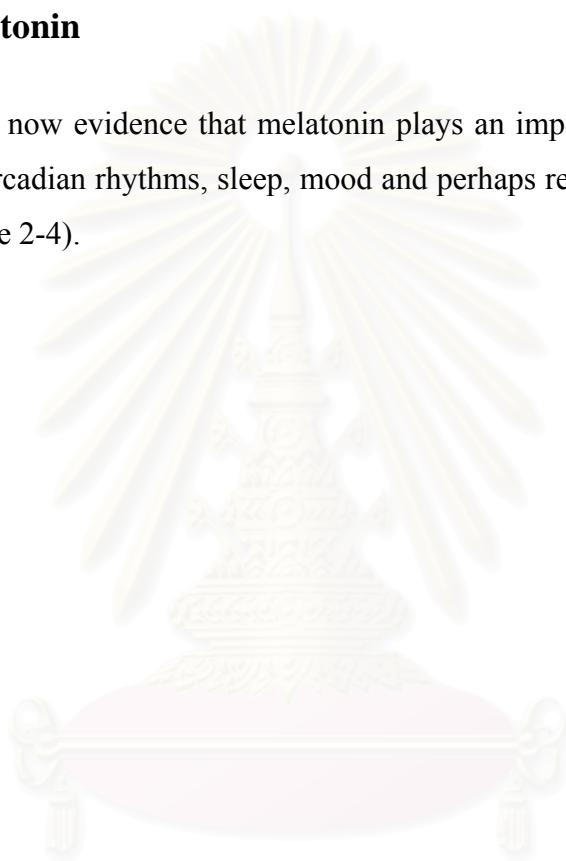 tonin
now evidence that melatonin plays an imp
rcadian rhythms, sleep, mood and perhaps re
e 2-4).